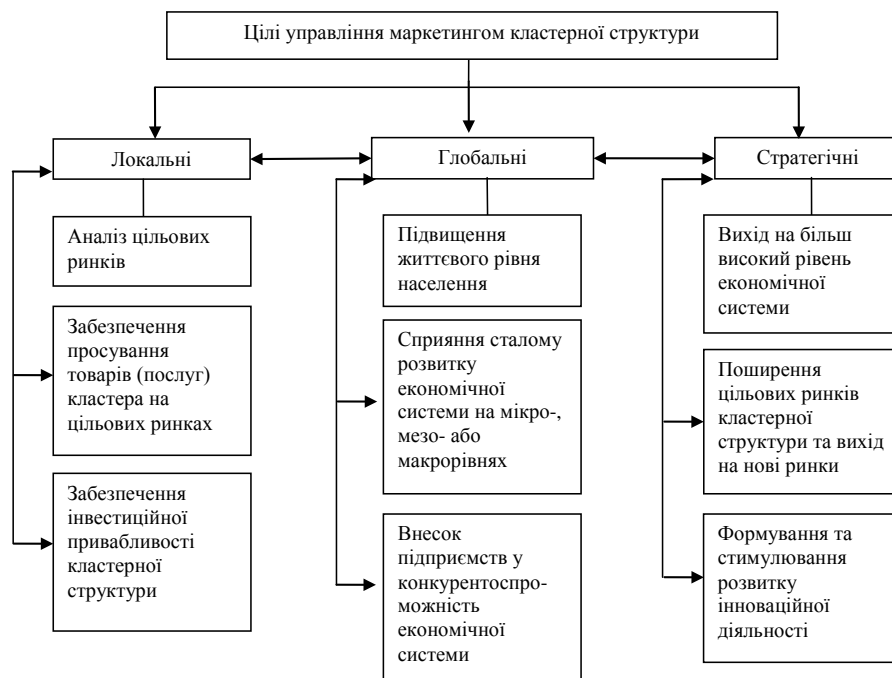 Цілі управління маркетингом кластерної структури
Локальні
Глобальні
Стратегічні
Аналіз цільових
ринків
Забезпечення
просування
товарів (послуг)
кластера на
цільових ринках
Забезпечення
інвестиційної
привабливості
кластерної
структури
Підвищення
життєвого рівня
населення
Сприяння сталому
розвитку
економічної
системи на мікро-,
мезо- або
макрорівнях
Внесок
підприємств у
конкурентоспро-
можність
економічної
системи
Вихід на більш
високий рівень
економічної
системи
Поширення
цільових ринків
кластерної
структури та вихід
на нові ринки
Формування та
стимулювання
розвитку
інноваційної
діяльності